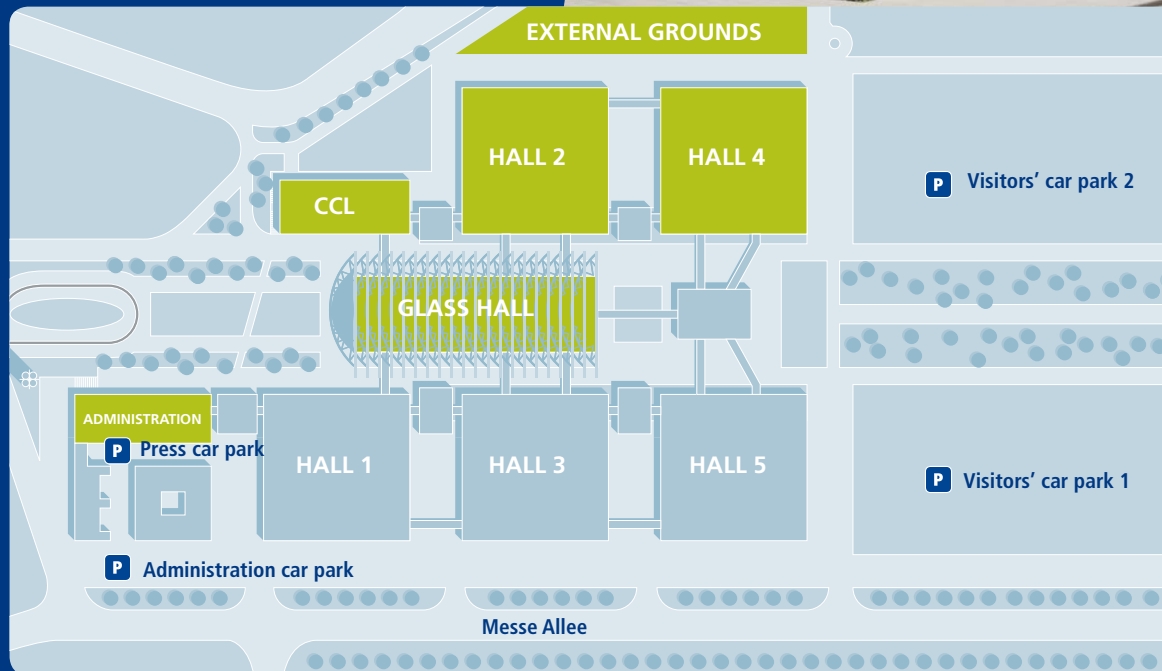 EXTERNAL GROUNDS
HALL 2
HALL 4
CCL
P Visitors' car park 2
GLASS HALL
ADMINISTRATION
P Press car park
HALL 1
HALL 3
HALL 5
P Visitors' car park 1
P Administration car park
Messe Allee